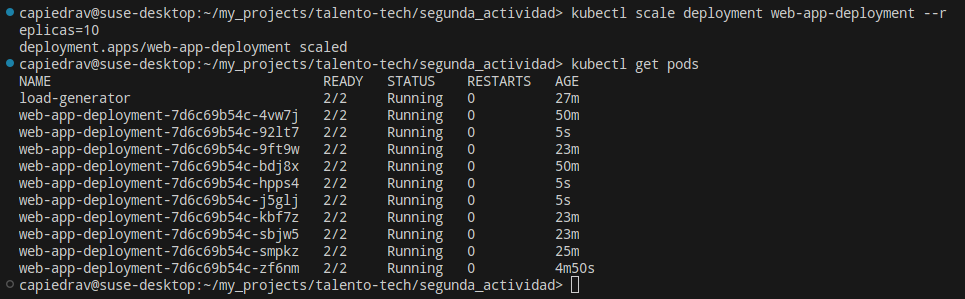 capiedrav@suse-desktop:~/my_projects/talento-tech/segunda_actividad> kubectl scale deployment web-app-deployment --r
eplicas=10
deployment.apps/web-app-deployment scaled
capiedrav@suse-desktop:~/my_projects/talento-tech/segunda_actividad> kubectl get pods
NAME READY STATUS RESTARTS AGE
load-generator 2/2 Running 0 27m
web-app-deployment-7d6c69b54c-4vw7j 2/2 Running 0 50m
web-app-deployment-7d6c69b54c-92lt7 2/2 Running 0 5s
web-app-deployment-7d6c69b54c-9ft9w 2/2 Running 0 23m
web-app-deployment-7d6c69b54c-bdj8x 2/2 Running 0 50m
web-app-deployment-7d6c69b54c-hpps4 2/2 Running 0 5s
web-app-deployment-7d6c69b54c-j5glj 2/2 Running 0 5s
web-app-deployment-7d6c69b54c-kbf7z 2/2 Running 0 23m
web-app-deployment-7d6c69b54c-sbjw5 2/2 Running 0 23m
web-app-deployment-7d6c69b54c-smpkz 2/2 Running 0 25m
web-app-deployment-7d6c69b54c-zf6nm 2/2 Running 0 4m50s
capiedrav@suse-desktop:~/my_projects/talento-tech/segunda_actividad>